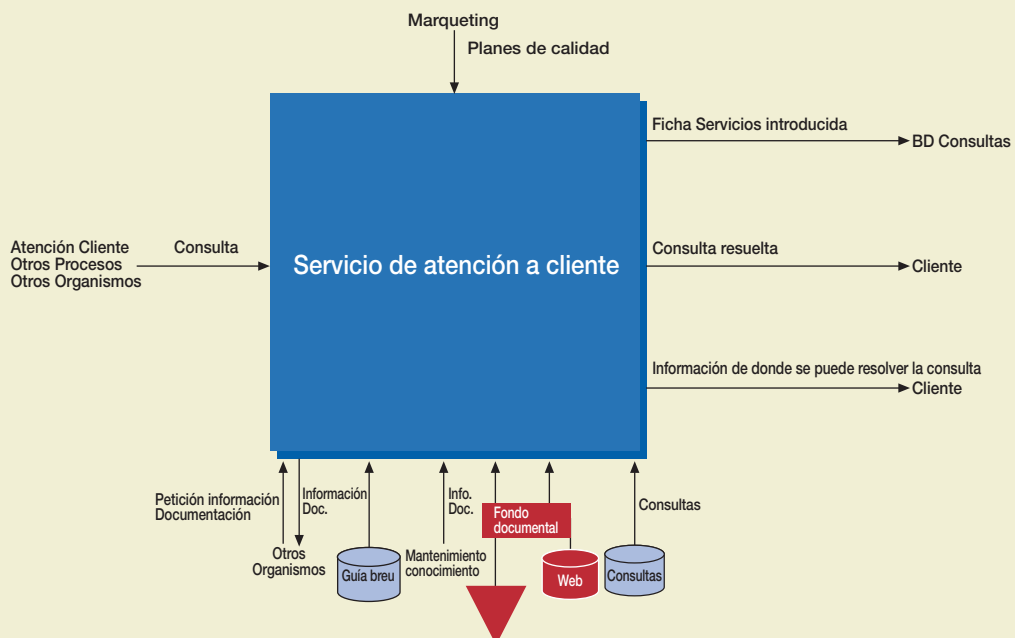 Marqueting
Planes de calidad
Ficha Servicios introducida
BD Consultas
Atención Cliente
Otros Procesos
Otros Organismos
Consulta
Servicio de atención a cliente
Consulta resuelta
Cliente
Información de donde se puede resolver la consulta
Cliente
Petición información
Documentación
Información
Doc.
Otros
Organismos
Guía breu
Info.
Doc.
Mantenimiento
conocimiento
Fondo
documental
Web
Consultas
Consultas